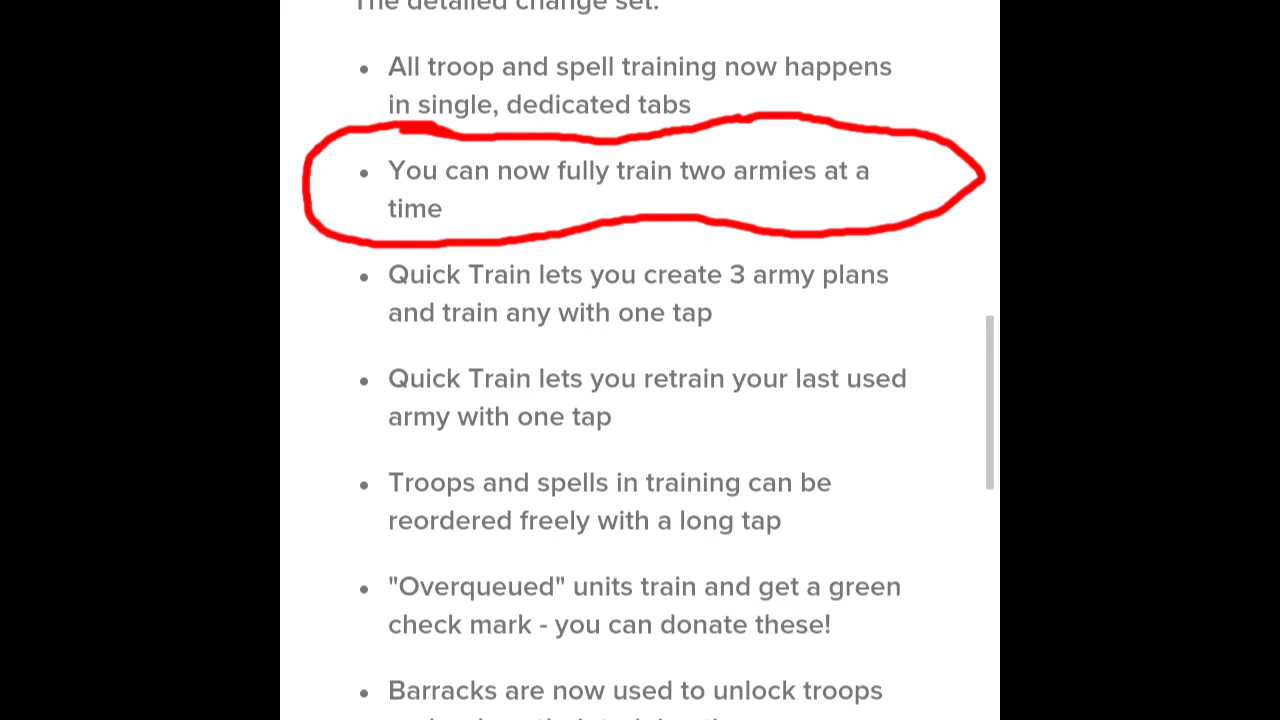 The detailed change set:
• All troop and spell training now happens
in single, dedicated tabs
• You can now fully train two armies at a
time
• Quick Train lets you create 3 army plans
and train any with one tap
• Quick Train lets you retrain your last used
army with one tap
• Troops and spells in training can be
reordered freely with a long tap
• "Overqueued" units train and get a green
check mark - you can donate these!
• Barracks are now used to unlock troops